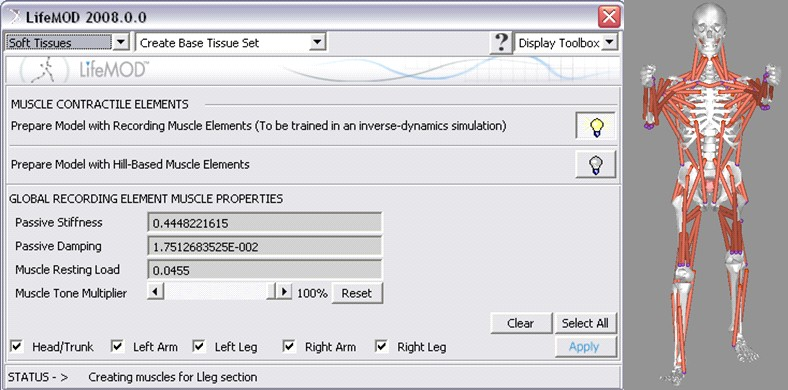 LifeMOD 2008.0.0
Soft Tissues Create Base Tissue Set ? Display Toolbox
LifeMOD™
MUSCLE CONTRACTILE ELEMENTS
Prepare Model with Recording Muscle Elements (To be trained in an inverse-dynamics simulation)
Prepare Model with Hill-Based Muscle Elements
GLOBAL RECORDING ELEMENT MUSCLE PROPERTIES
Passive Stiffness 0.4448221615
Passive Damping 1.7512683525E-002
Muscle Resting Load 0.0455
Muscle Tone Multiplier 100% Reset
Clear Select All
Head/Trunk Left Arm Left Leg Right Arm Right Leg Apply
STATUS - > Creating muscles for Lleg section